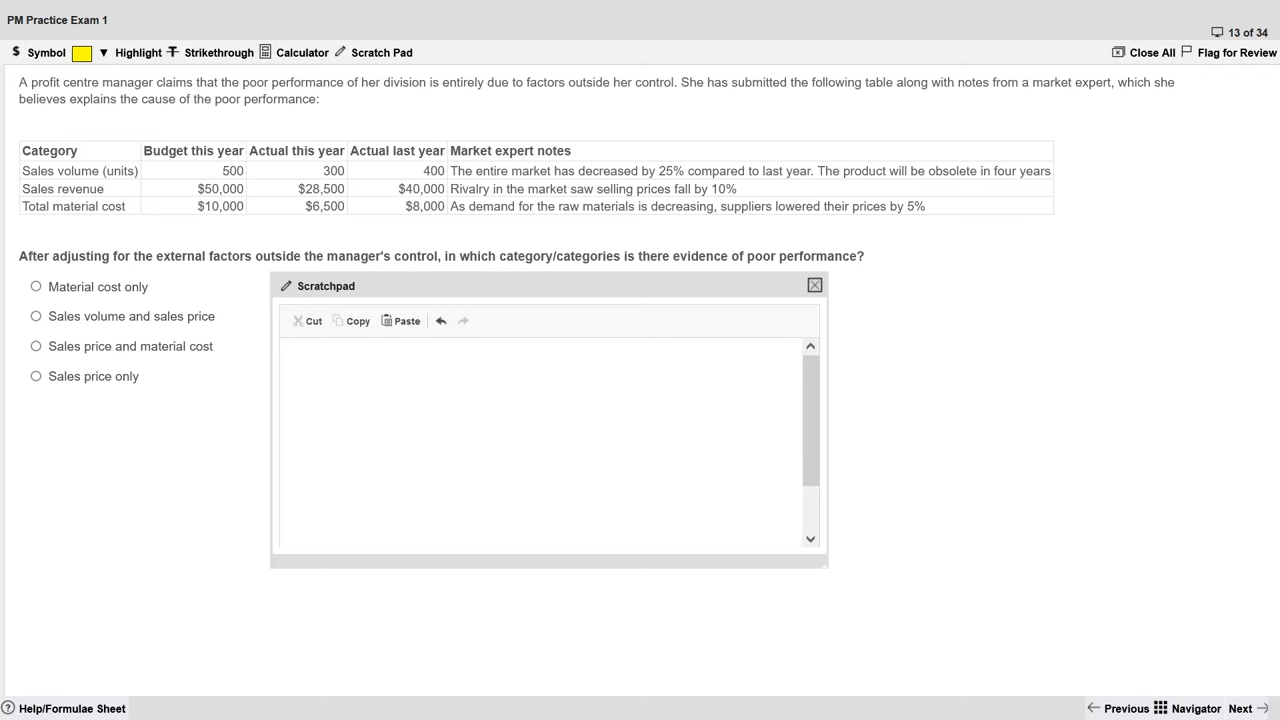 PM Practice Exam 1
13 of 34
$ Symbol ▼ Highlight Strikethrough Calculator Scratch Pad Close All Flag for Review
A profit centre manager claims that the poor performance of her division is entirely due to factors outside her control. She has submitted the following table along with notes from a market expert, which she
believes explains the cause of the poor performance:
Category Budget this year Actual this year Actual last year Market expert notes
Sales volume (units) 500 300 400 The entire market has decreased by 25% compared to last year. The product will be obsolete in four years
Sales revenue $50,000 $28,500 $40,000 Rivalry in the market saw selling prices fall by 10%
Total material cost $10,000 $6,500 $8,000 As demand for the raw materials is decreasing, suppliers lowered their prices by 5%
After adjusting for the external factors outside the manager's control, in which category/categories is there evidence of poor performance?
Material cost only
Sales volume and sales price
Sales price and material cost
Sales price only
Scratchpad
Cut Copy Paste
? Help/Formulae Sheet
Previous Navigator Next